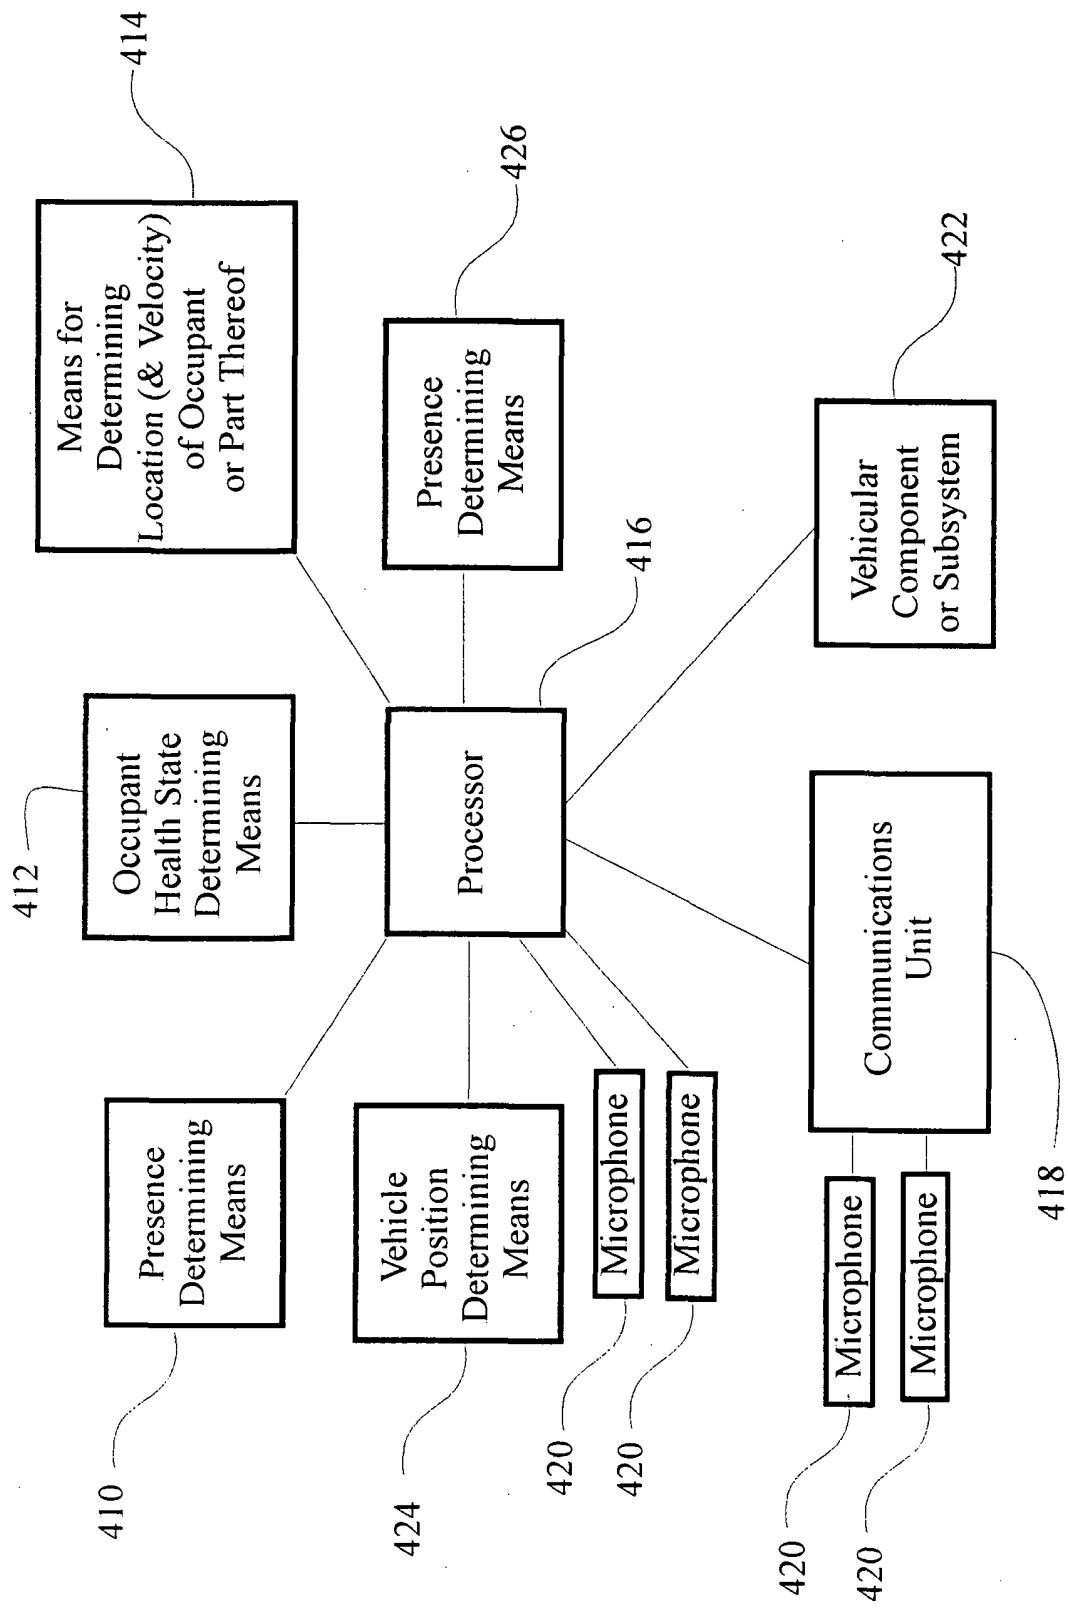 412
Occupant
Health State
Determining
Means
414
Means for
Determining
Location (& Velocity)
of Occupant
or Part Thereof
410
Presence
Determining
Means
426
Presence
Determining
Means
424
Vehicle
Position
Determining
Means
Processor
416
420
Microphone
420
Microphone
420
Microphone
420
Microphone
Communications
Unit
418
Vehicular
Component
or Subsystem
422